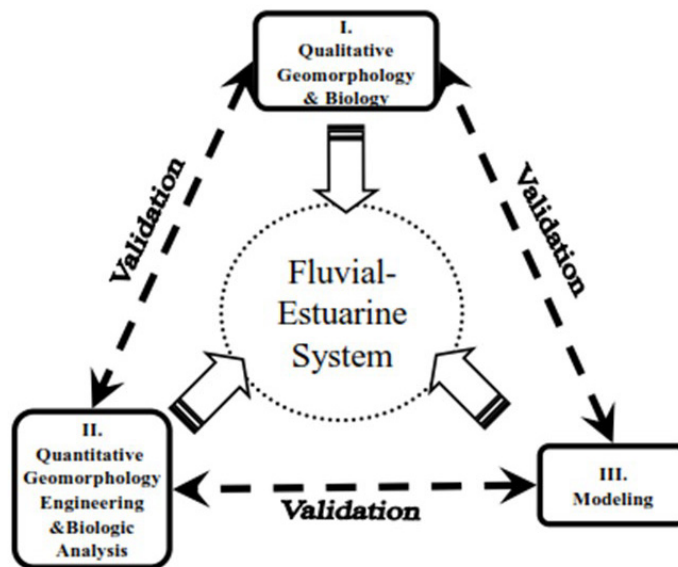 I.
Qualitative
Geomorphology
& Biology
Validation
Validation
Fluvial-
Estuarine
System
II.
Quantitative
Geomorphology
Engineering
&Biologic
Analysis
III.
Modeling
Validation